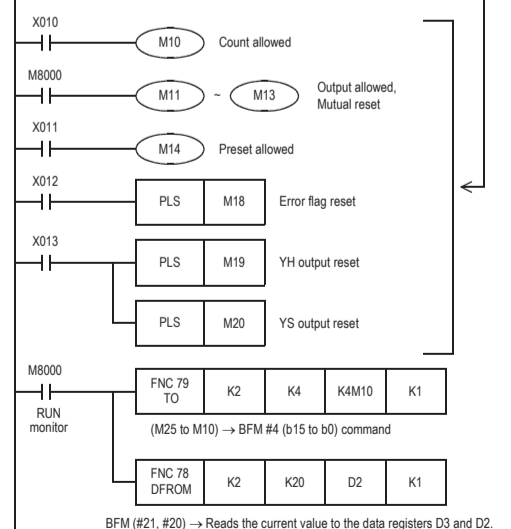 X010
M10 Count allowed
M8000
M11 ~ M13 Output allowed,
Mutual reset
X011
M14 Preset allowed
X012
PLS M18 Error flag reset
X013
PLS M19 YH output reset
PLS M20 YS output reset
M8000
RUN
monitor
FNC 79
TO K2 K4 K4M10 K1
(M25 to M10) → BFM #4 (b15 to b0) command
FNC 78
DFROM K2 K20 D2 K1
BFM (#21, #20) → Reads the current value to the data registers D3 and D2.